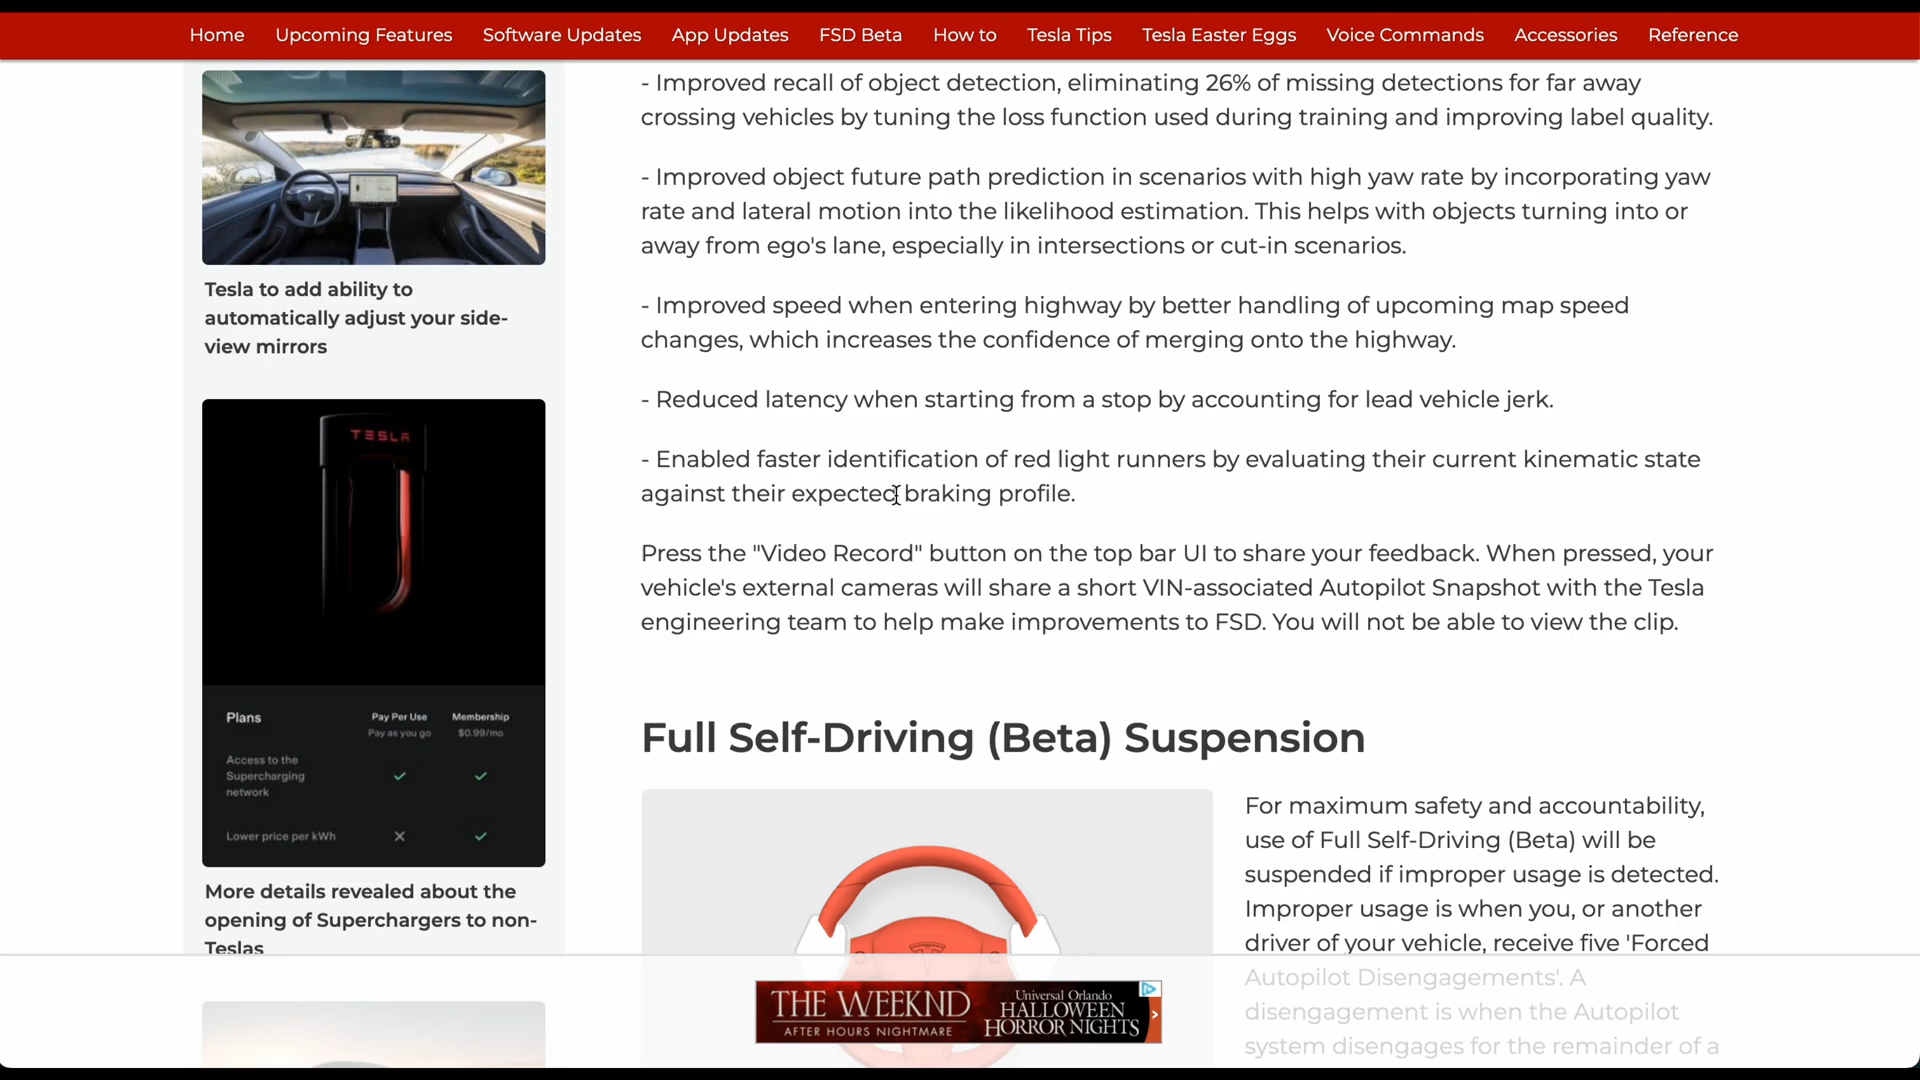 Home Upcoming Features Software Updates App Updates FSD Beta How to Tesla Tips Tesla Easter Eggs Voice Commands Accessories Reference
Tesla to add ability to
automatically adjust your side-
view mirrors
TESLA
Plans Pay Per Use Membership
Pay as you go $0.99/mo
Access to the
Supercharging
network
Lower price per kWh
More details revealed about the
opening of Superchargers to non-
Teslas
- Improved recall of object detection, eliminating 26% of missing detections for far away
crossing vehicles by tuning the loss function used during training and improving label quality.
- Improved object future path prediction in scenarios with high yaw rate by incorporating yaw
rate and lateral motion into the likelihood estimation. This helps with objects turning into or
away from ego's lane, especially in intersections or cut-in scenarios.
- Improved speed when entering highway by better handling of upcoming map speed
changes, which increases the confidence of merging onto the highway.
- Reduced latency when starting from a stop by accounting for lead vehicle jerk.
- Enabled faster identification of red light runners by evaluating their current kinematic state
against their expected braking profile.
Press the "Video Record" button on the top bar UI to share your feedback. When pressed, your
vehicle's external cameras will share a short VIN-associated Autopilot Snapshot with the Tesla
engineering team to help make improvements to FSD. You will not be able to view the clip.
Full Self-Driving (Beta) Suspension
For maximum safety and accountability,
use of Full Self-Driving (Beta) will be
suspended if improper usage is detected.
Improper usage is when you, or another
driver of your vehicle, receive five 'Forced
Autopilot Disengagements'. A
disengagement is when the Autopilot
system disengages for the remainder of a
THE WEEKND
AFTER HOURS NIGHTMARE
Universal Orlando
HALLOWEEN
HORROR NIGHTS